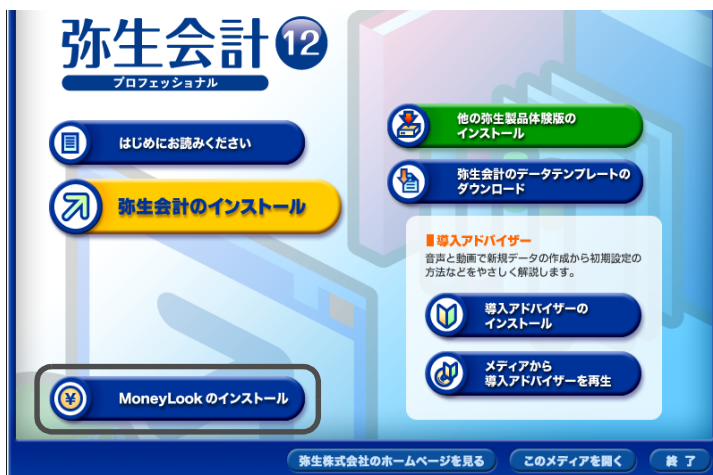 弥生会計 12
プロフェッショナル
はじめにお読みください
弥生会計のインストール
MoneyLook のインストール
他の弥生製品体験版の
インストール
弥生会計のデータテンプレートの
ダウンロード
導入アドバイザー
音声と動画で新規データの作成から初期設定の
方法などをやさしく解説します。
導入アドバイザーの
インストール
メディアから
導入アドバイザーを再生
弥生株式会社のホームページを見る
このメディアを開く
終 了